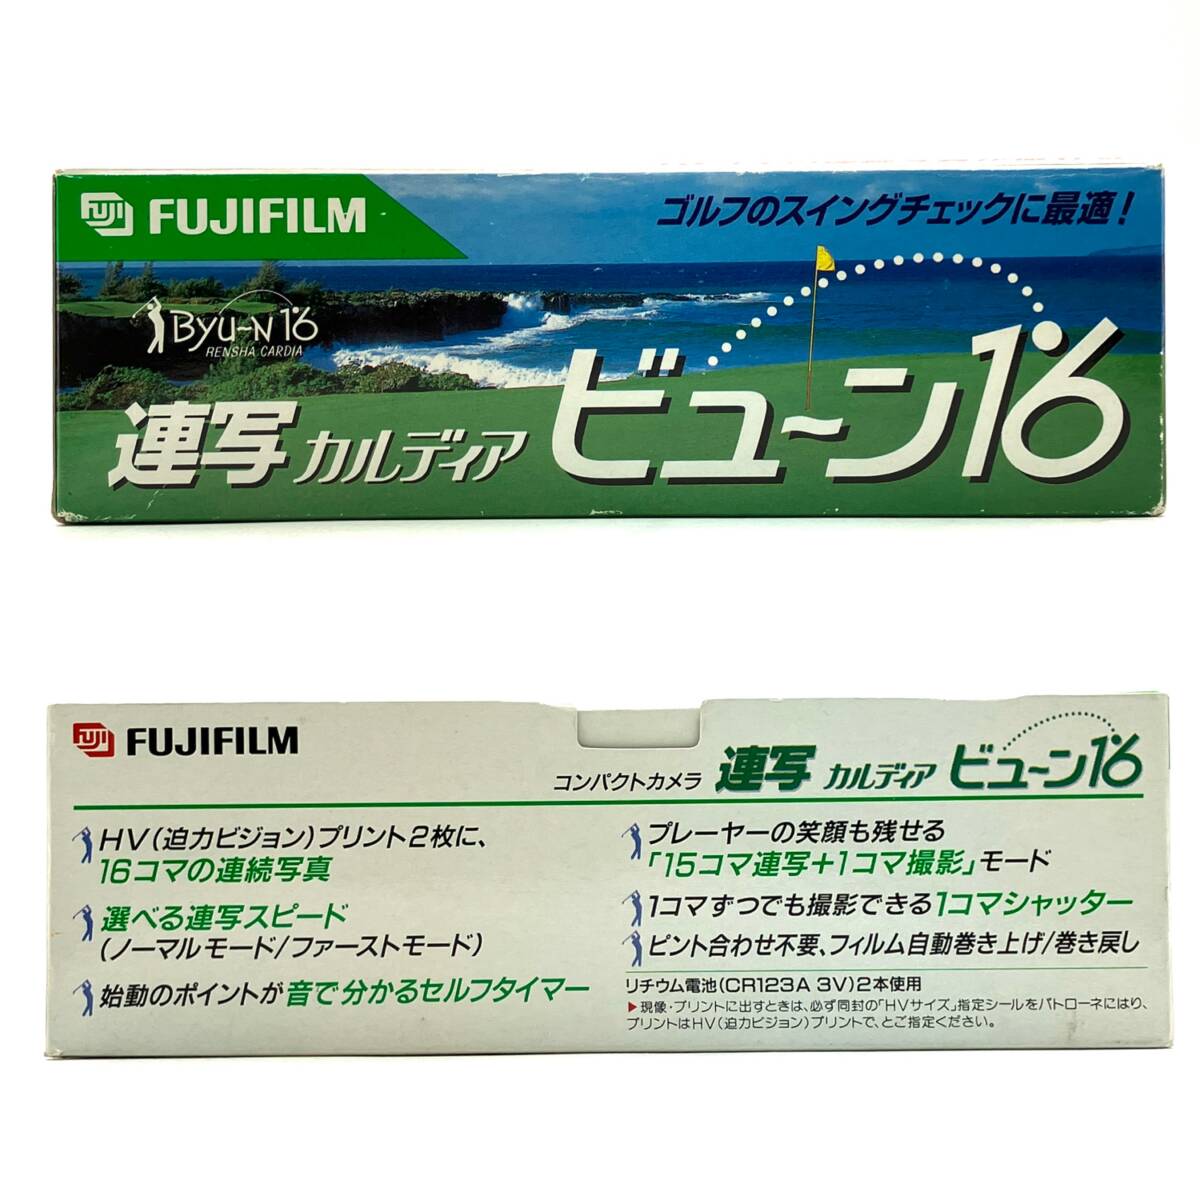 FUJI FUJIFILM
ゴルフのスイングチェックに最適!
BYU-N 16
RENSHA CARDIA
連写 カルディア ビュ〜ン16
FUJI FUJIFILM
コンパクトカメラ 連写 カルディア ビュ〜ン16
HV(迫力ビジョン)プリント2枚に、
16コマの連続写真
選べる連写スピード
(ノーマルモード/ファーストモード)
始動のポイントが音で分かるセルフタイマー
プレーヤーの笑顔も残せる
「15コマ連写+1コマ撮影」モード
1コマずつでも撮影できる1コマシャッター
ピント合わせ不要、フィルム自動巻き上げ/巻き戻し
リチウム電池(CR123A 3V)2本使用
▶現像・プリントに出すときは、必ず同封の「HVサイズ」指定シールをパトローネにはり、
プリントはHV(迫力ビジョン)プリントで、とご指定ください。